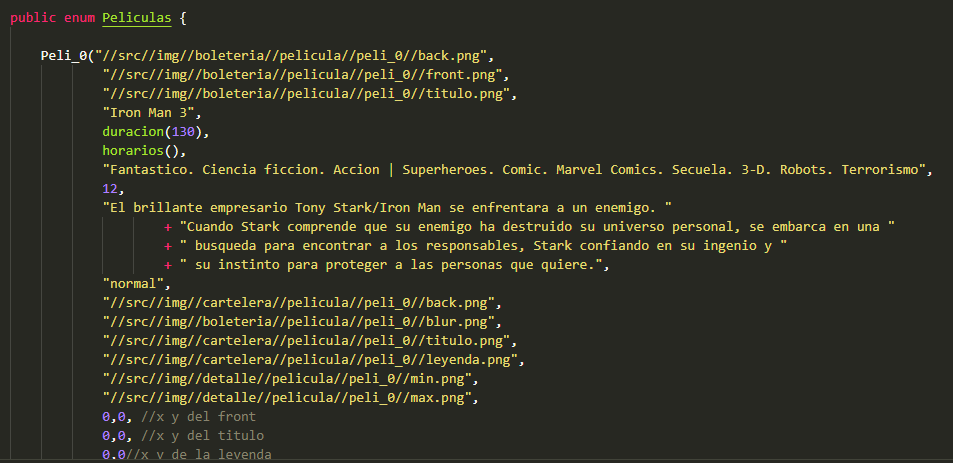 public enum Peliculas {
Peli_0("//src//img//boleteria//pelicula//peli_0//back.png",
"//src//img//boleteria//pelicula//peli_0//front.png",
"//src//img//boleteria//pelicula//peli_0//titulo.png",
"Iron Man 3",
duracion(130),
horarios(),
"Fantastico. Ciencia ficcion. Accion | Superheroes. Comic. Marvel Comics. Secuela. 3-D. Robots. Terrorismo",
12,
"El brillante empresario Tony Stark/Iron Man se enfrentara a un enemigo. "
+ "Cuando Stark comprende que su enemigo ha destruido su universo personal, se embarca en una "
+ " busqueda para encontrar a los responsables, Stark confiando en su ingenio y "
+ " su instinto para proteger a las personas que quiere.",
"normal",
"//src//img//cartelera//pelicula//peli_0//back.png",
"//src//img//boleteria//pelicula//peli_0//blur.png",
"//src//img//cartelera//pelicula//peli_0//titulo.png",
"//src//img//cartelera//pelicula//peli_0//leyenda.png",
"//src//img//detalle//pelicula//peli_0//min.png",
"//src//img//detalle//pelicula//peli_0//max.png",
0,0, //x y del front
0,0, //x y del titulo
0,0//x y de la leyenda